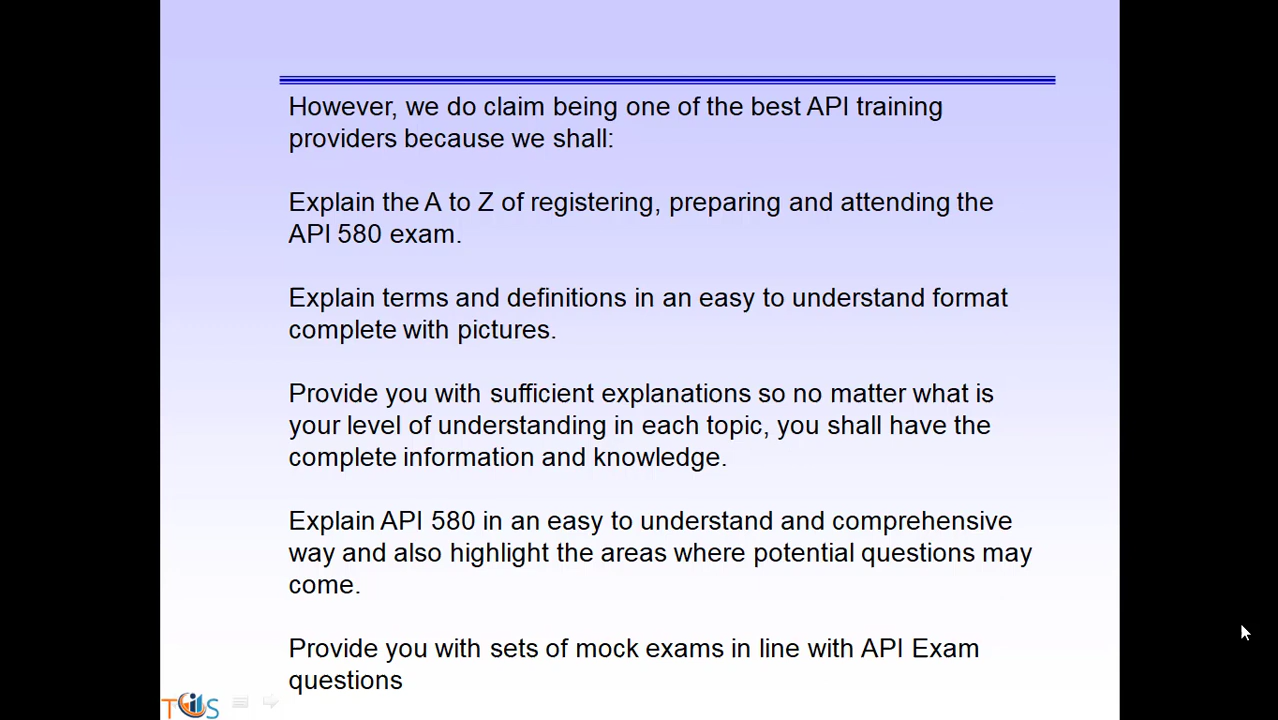 However, we do claim being one of the best API training
providers because we shall:
Explain the A to Z of registering, preparing and attending the
API 580 exam.
Explain terms and definitions in an easy to understand format
complete with pictures.
Provide you with sufficient explanations so no matter what is
your level of understanding in each topic, you shall have the
complete information and knowledge.
Explain API 580 in an easy to understand and comprehensive
way and also highlight the areas where potential questions may
come.
Provide you with sets of mock exams in line with API Exam
questions